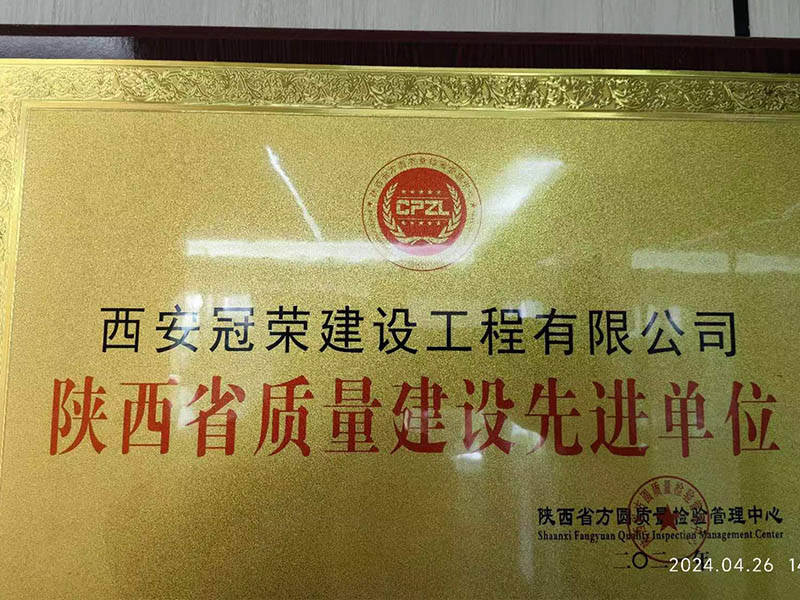 CPZL
西安冠荣建设工程有限公司
陕西省质量建设先进单位
陕西省方圆质量检验管理中心
Shaanxi Fangyuan Quality Inspection Management Center
2024.04.26